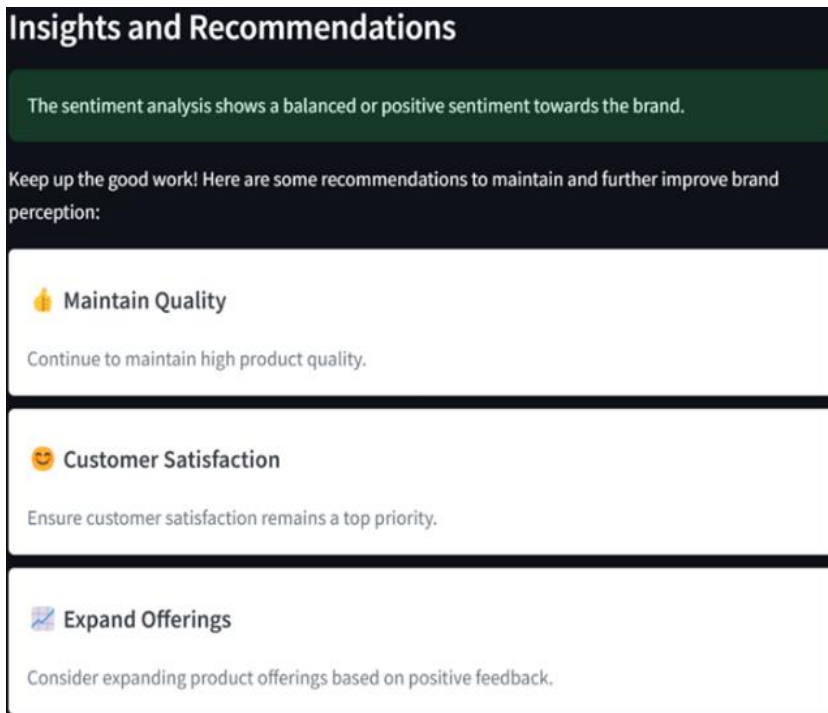 Insights and Recommendations
The sentiment analysis shows a balanced or positive sentiment towards the brand.
Keep up the good work! Here are some recommendations to maintain and further improve brand
perception:
👍 Maintain Quality
Continue to maintain high product quality.
😊 Customer Satisfaction
Ensure customer satisfaction remains a top priority.
📈 Expand Offerings
Consider expanding product offerings based on positive feedback.